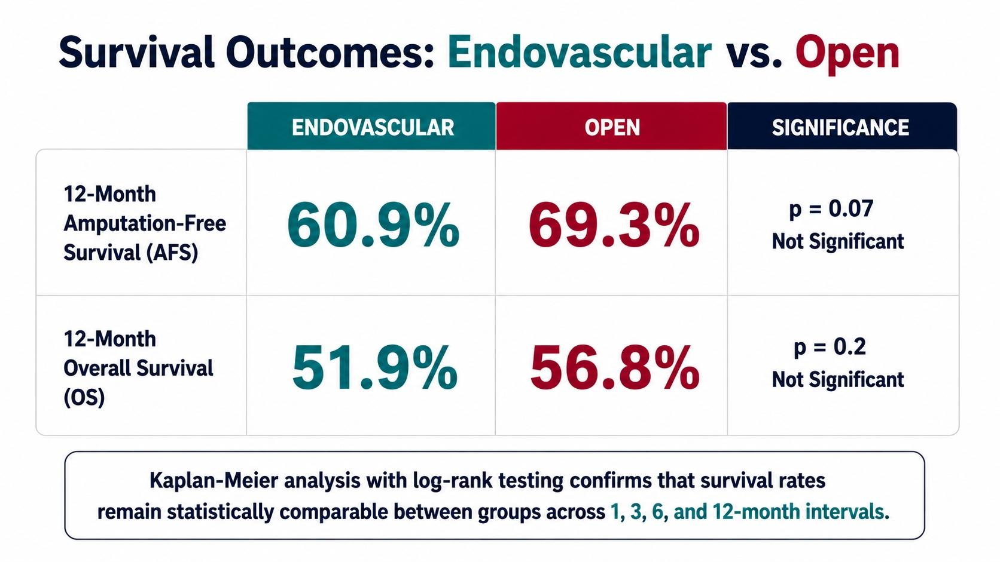 Survival Outcomes: Endovascular vs. Open
ENDOVASCULAR
OPEN
SIGNIFICANCE
12-Month
Amputation-Free
Survival (AFS)
60.9%
69.3%
p = 0.07
Not Significant
12-Month
Overall Survival
(OS)
51.9%
56.8%
p = 0.2
Not Significant
Kaplan-Meier analysis with log-rank testing confirms that survival rates
remain statistically comparable between groups across 1, 3, 6, and 12-month intervals.